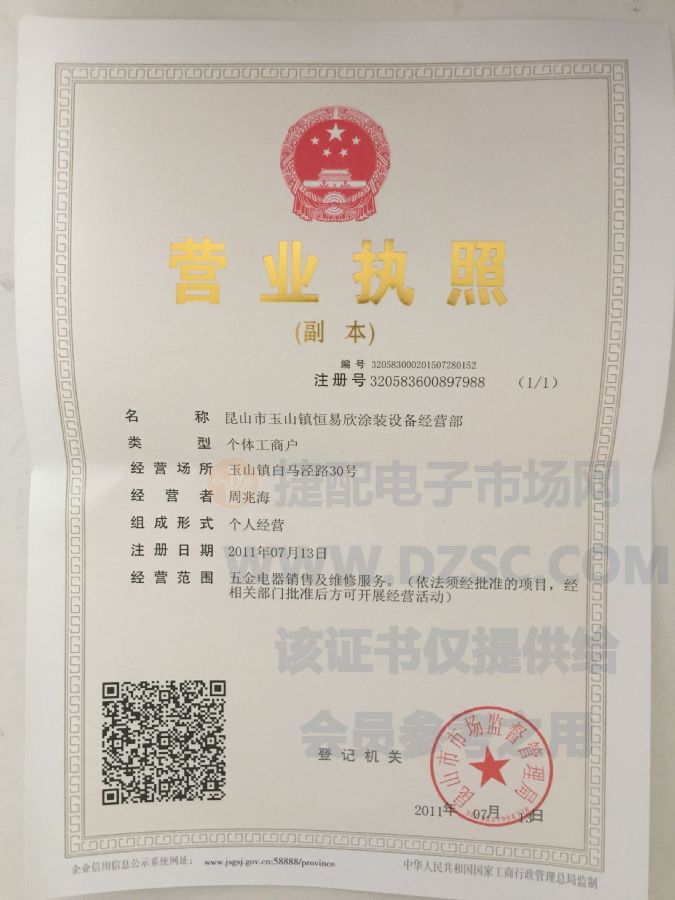 营业执照
(副 本)
编 号 320583000201507280152
注册号 320583600897988 (1/1)
名 称 昆山市玉山镇恒易欣涂装设备经营部
类 型 个体工商户
经营场所 玉山镇白马泾路30号
经 营 者 周兆海
组成形式 个人经营
注册日期 2011年07月13日
经营范围 五金电器销售及维修服务。(依法须经批准的项目,经
相关部门批准后方可开展经营活动)
捷配电子市场网
WWW.DZSC.COM
该证书仅提供给
会员参考之用
登记机关
昆山市市场监督管理局
2011年 07月 13日
企业信用信息公示系统网址: www.jsgsj.gov.cn:58888/province
中华人民共和国国家工商行政管理总局监制